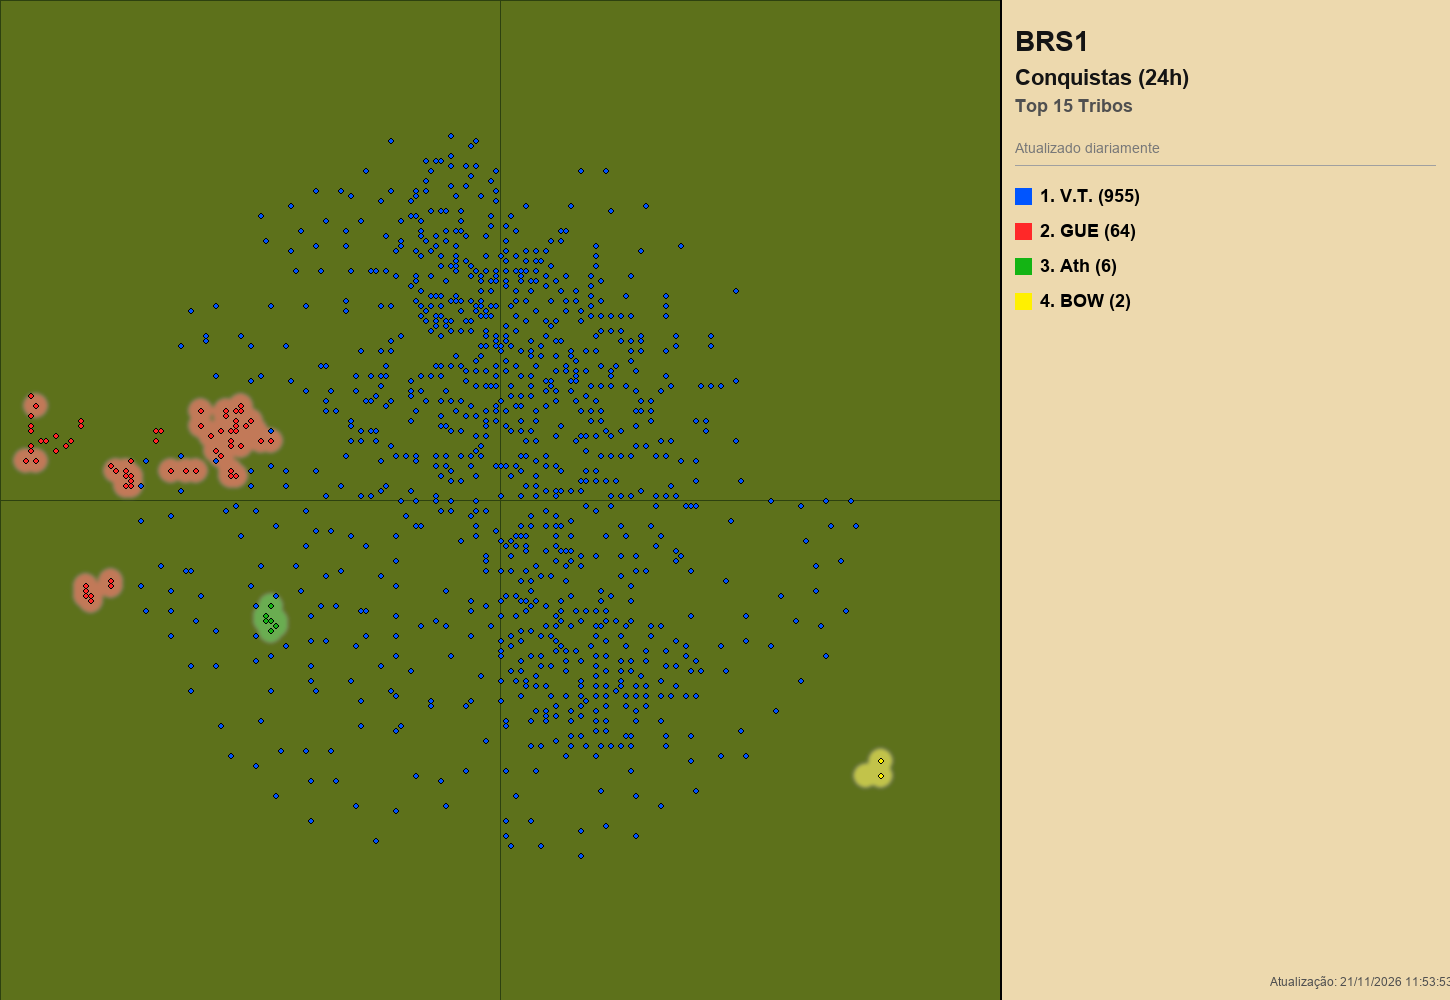 BRS1
Conquistas (24h)
Top 15 Tribos
Atualizado diariamente
1. V.T. (955)
2. GUE (64)
3. Ath (6)
4. BOW (2)
Atualização: 21/11/2026 11:53:53